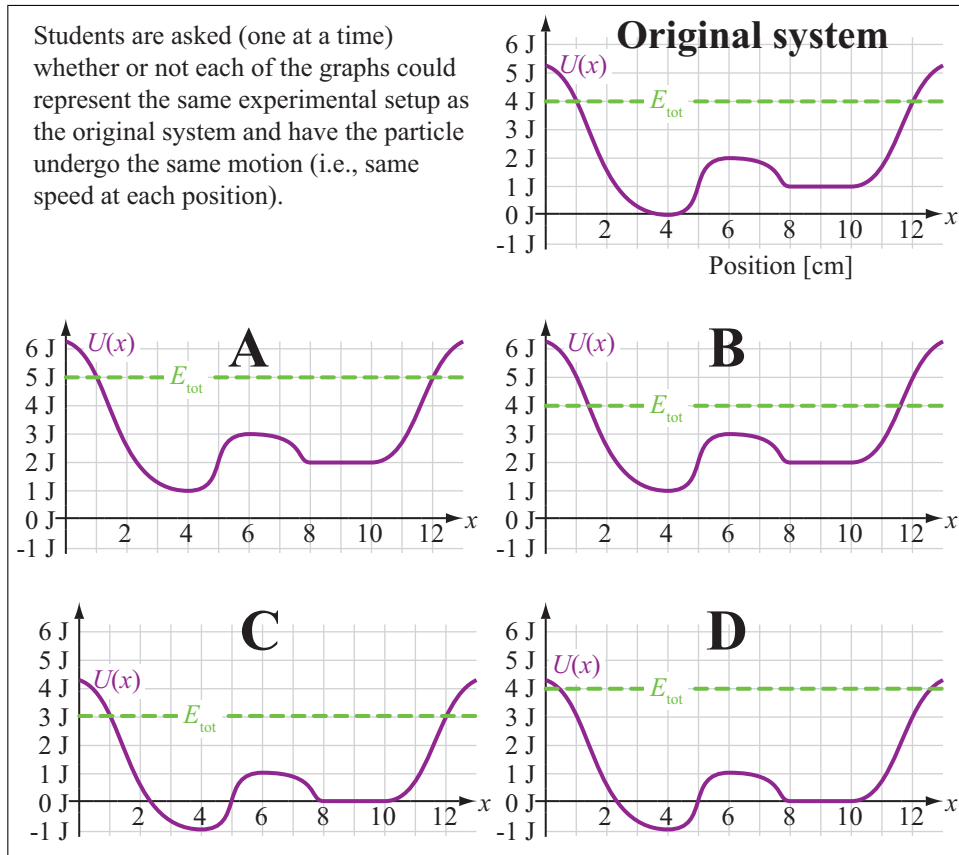 Students are asked (one at a time)
whether or not each of the graphs could
represent the same experimental setup as
the original system and have the particle
undergo the same motion (i.e., same
speed at each position).
Original system
6 J
5 J
4 J
3 J
2 J
1 J
0 J
-1 J
U(x)
E_tot
2 4 6 8 10 12 x
Position [cm]
A
6 J
5 J
4 J
3 J
2 J
1 J
0 J
-1 J
U(x)
E_tot
2 4 6 8 10 12 x
B
6 J
5 J
4 J
3 J
2 J
1 J
0 J
-1 J
U(x)
E_tot
2 4 6 8 10 12 x
C
6 J
5 J
4 J
3 J
2 J
1 J
0 J
-1 J
U(x)
E_tot
2 4 6 8 10 12 x
D
6 J
5 J
4 J
3 J
2 J
1 J
0 J
-1 J
U(x)
E_tot
2 4 6 8 10 12 x